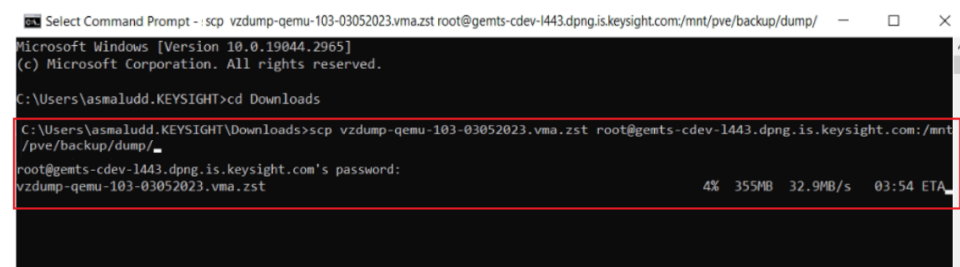 Select Command Prompt - scp vzdump-qemu-103-03052023.vma.zst root@gemts-cdev-l443.dpng.is.keysight.com:/mnt/pve/backup/dump/
Microsoft Windows [Version 10.0.19044.2965]
(c) Microsoft Corporation. All rights reserved.
C:\Users\asmaludd.KEYSIGHT>cd Downloads
C:\Users\asmaludd.KEYSIGHT\Downloads>scp vzdump-qemu-103-03052023.vma.zst root@gemts-cdev-l443.dpng.is.keysight.com:/mnt
/pve/backup/dump/
root@gemts-cdev-l443.dpng.is.keysight.com's password:
vzdump-qemu-103-03052023.vma.zst 4% 355MB 32.9MB/s 03:54 ETA